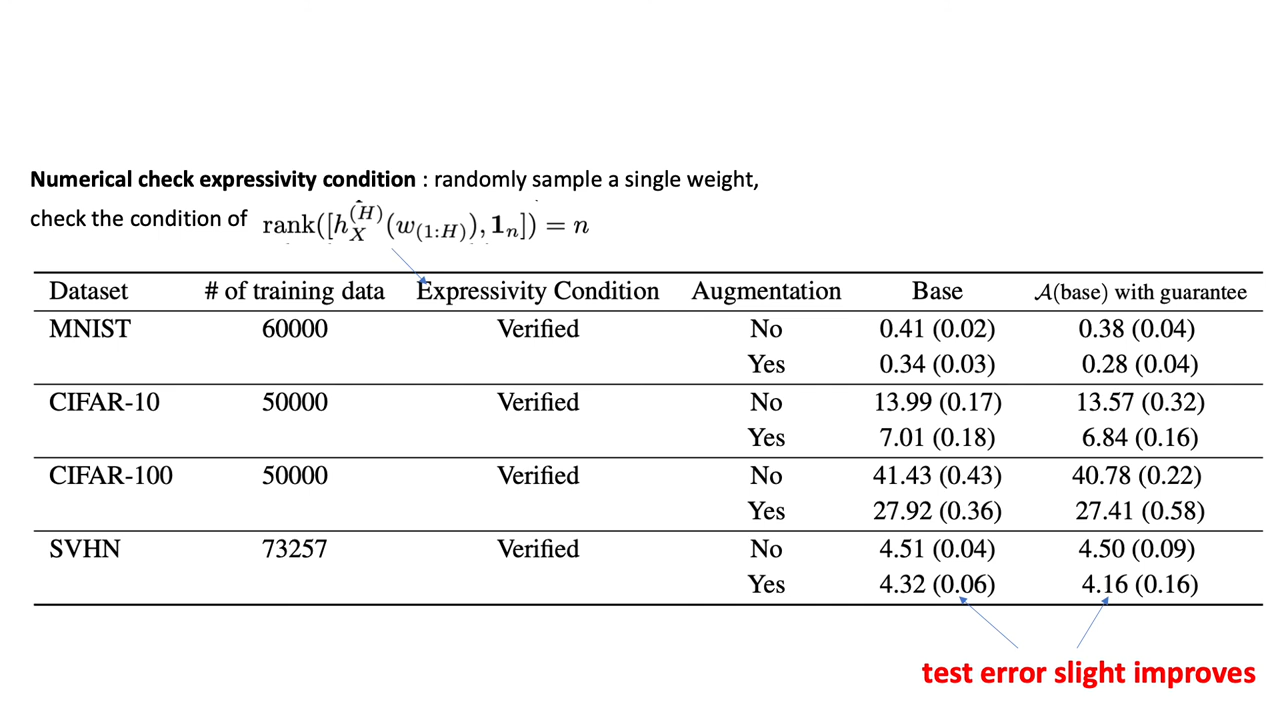 Numerical check expressivity condition : randomly sample a single weight,
check the condition of rank([h_X^{(H)}(w_{(1:H)}), 1_n]) = n
Dataset # of training data Expressivity Condition Augmentation Base 𝒜(base) with guarantee
MNIST 60000 Verified No 0.41 (0.02) 0.38 (0.04)
Yes 0.34 (0.03) 0.28 (0.04)
CIFAR-10 50000 Verified No 13.99 (0.17) 13.57 (0.32)
Yes 7.01 (0.18) 6.84 (0.16)
CIFAR-100 50000 Verified No 41.43 (0.43) 40.78 (0.22)
Yes 27.92 (0.36) 27.41 (0.58)
SVHN 73257 Verified No 4.51 (0.04) 4.50 (0.09)
Yes 4.32 (0.06) 4.16 (0.16)
test error slight improves